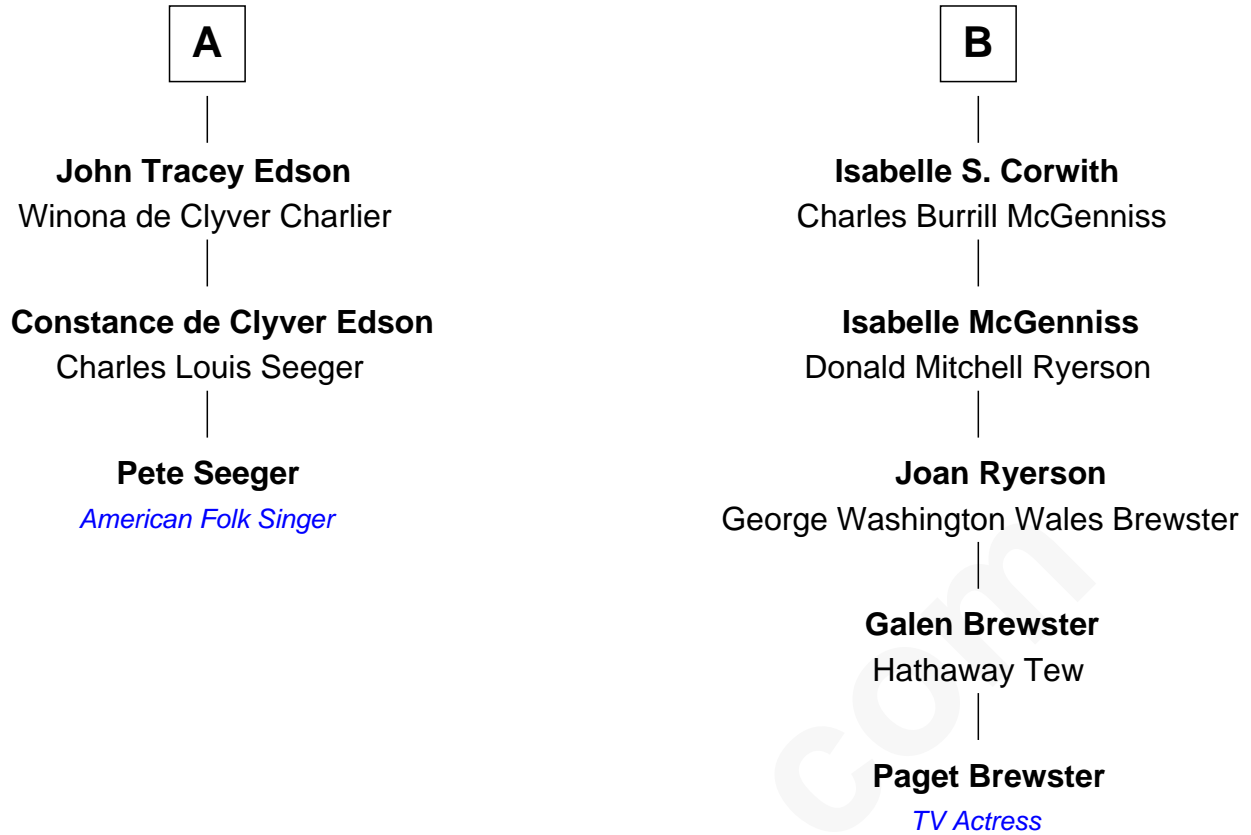 A
John Tracey Edson
Winona de Clyver Charlier
Constance de Clyver Edson
Charles Louis Seeger
Pete Seeger
American Folk Singer
B
Isabelle S. Corwith
Charles Burrill McGenniss
Isabelle McGenniss
Donald Mitchell Ryerson
Joan Ryerson
George Washington Wales Brewster
Galen Brewster
Hathaway Tew
Paget Brewster
TV Actress
com